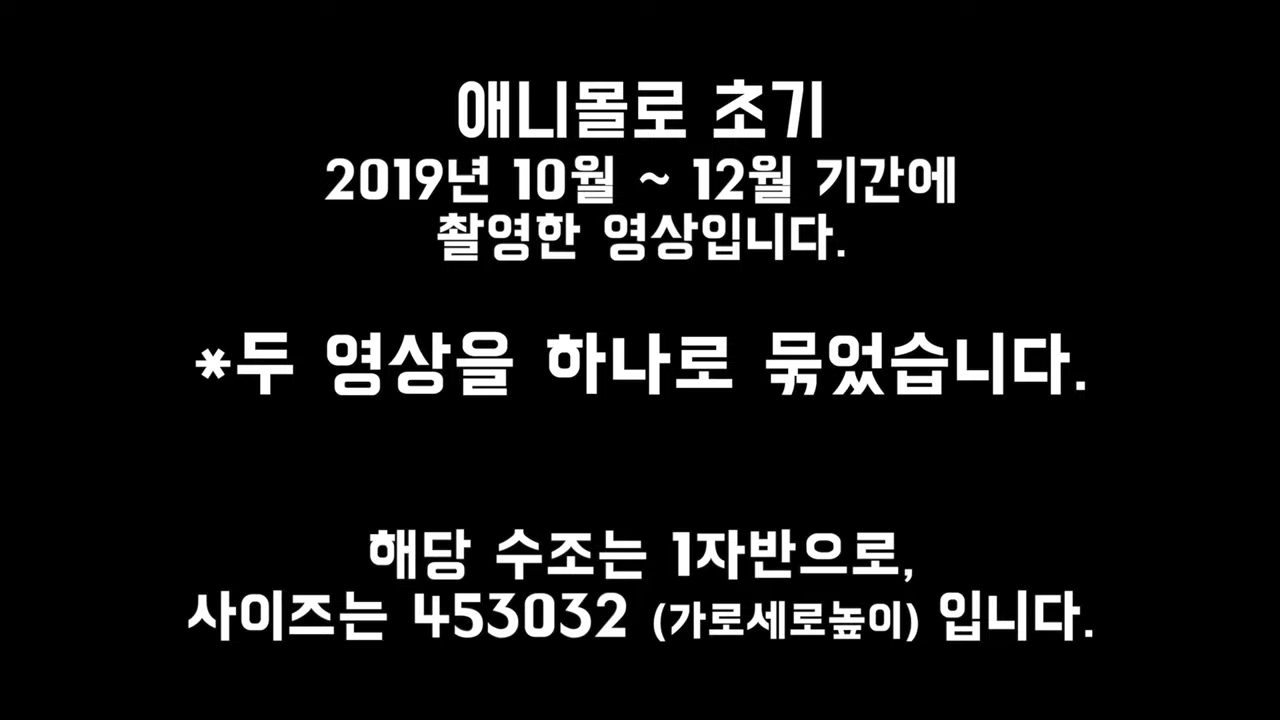 애니몰로 초기
2019년 10월 ~ 12월 기간에
촬영한 영상입니다.
*두 영상을 하나로 묶었습니다.
해당 수조는 1자반으로,
사이즈는 453032 (가로세로높이) 입니다.